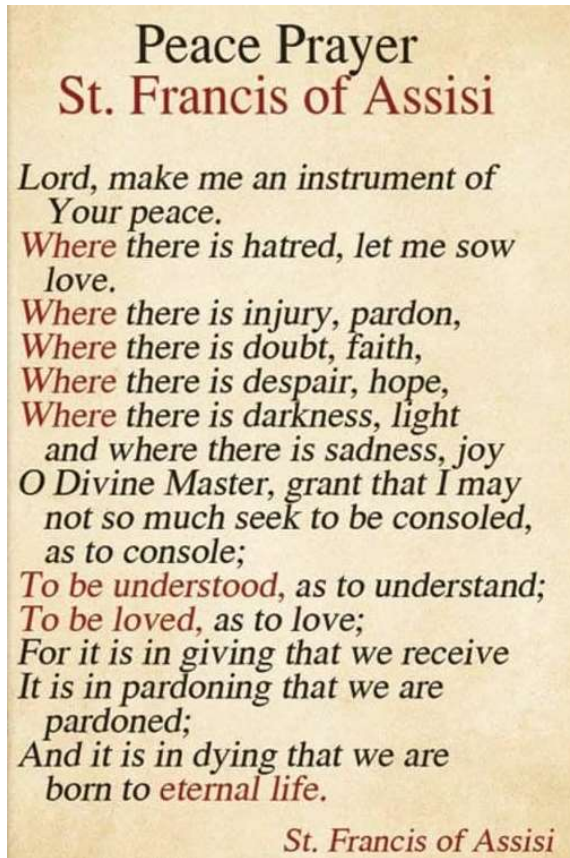 Peace Prayer
St. Francis of Assisi
Lord, make me an instrument of
Your peace.
Where there is hatred, let me sow
love.
Where there is injury, pardon,
Where there is doubt, faith,
Where there is despair, hope,
Where there is darkness, light
and where there is sadness, joy
O Divine Master, grant that I may
not so much seek to be consoled,
as to console;
To be understood, as to understand;
To be loved, as to love;
For it is in giving that we receive
It is in pardoning that we are
pardoned;
And it is in dying that we are
born to eternal life.
St. Francis of Assisi